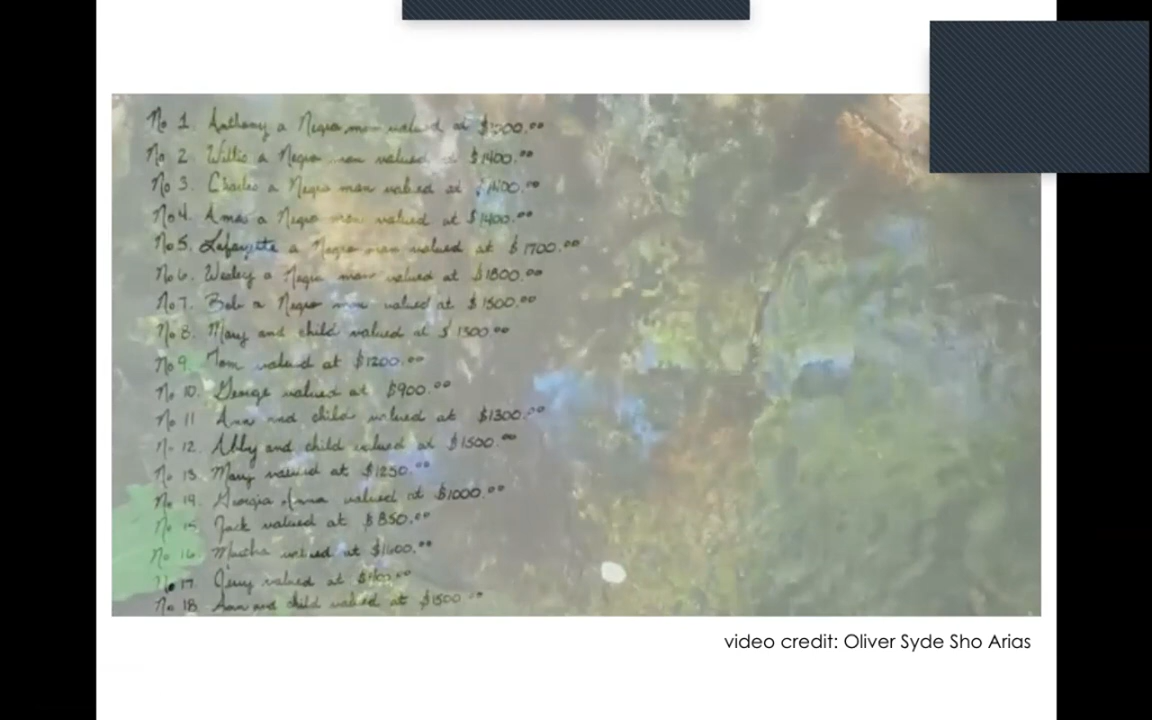 No 1. Anthony a Negro man valued at
No 2. Willis a Negro man valued at $1400.00
No 3. Charles a Negro man valued at $1400.00
No 4. a Negro man valued at $1400.00
No 5. Lafayette a Negro man valued at $1700.00
No 6. Wesley a Negro man valued at $1800.00
No 7. Bob a Negro man valued at $1500.00
No 8. Mary and child valued at $1300.00
No 9. Tom valued at $1200.00
No 10. George valued at $900.00
No 11 Ann and child valued at $1300.00
No 12. Abby and child valued at $1500.00
No 13. Mary valued at $1250.00
No 14. Georgia Anna valued at $1000.00
No 15. Jack valued at $850.00
No 16. Martha valued at $1600.00
No 17. Jerry valued at
No 18. Ann and child valued at $1500.00
video credit: Oliver Syde Sho Arias